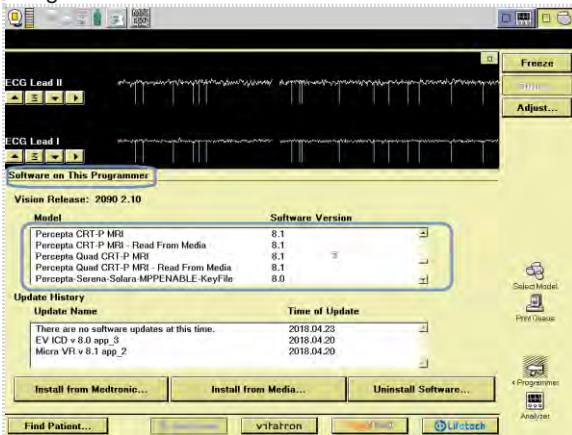 Freeze
ECG Lead II
Adjust...
ECG Lead I
Software on This Programmer
Vision Release: 2090 2.10
Model Software Version
Percepta CRT-P MRI 8.1
Percepta CRT-P MRI - Read From Media 8.1
Percepta Quad CRT-P MRI 8.1
Percepta Quad CRT-P MRI - Read From Media 8.1
Percepta-Serena-Solara-MPPENABLE-KeyFile 8.0
Select Model
Update History
Update Name Time of Update
Print Queue
There are no software updates at this time. 2018.04.23
EV ICD v 8.0 app_3 2018.04.20
Micra VR v 8.1 app_2 2018.04.20
Install from Medtronic... Install from Media... Uninstall Software...
< Programmer
Analyzer
Find Patient... vitatron Lifetech